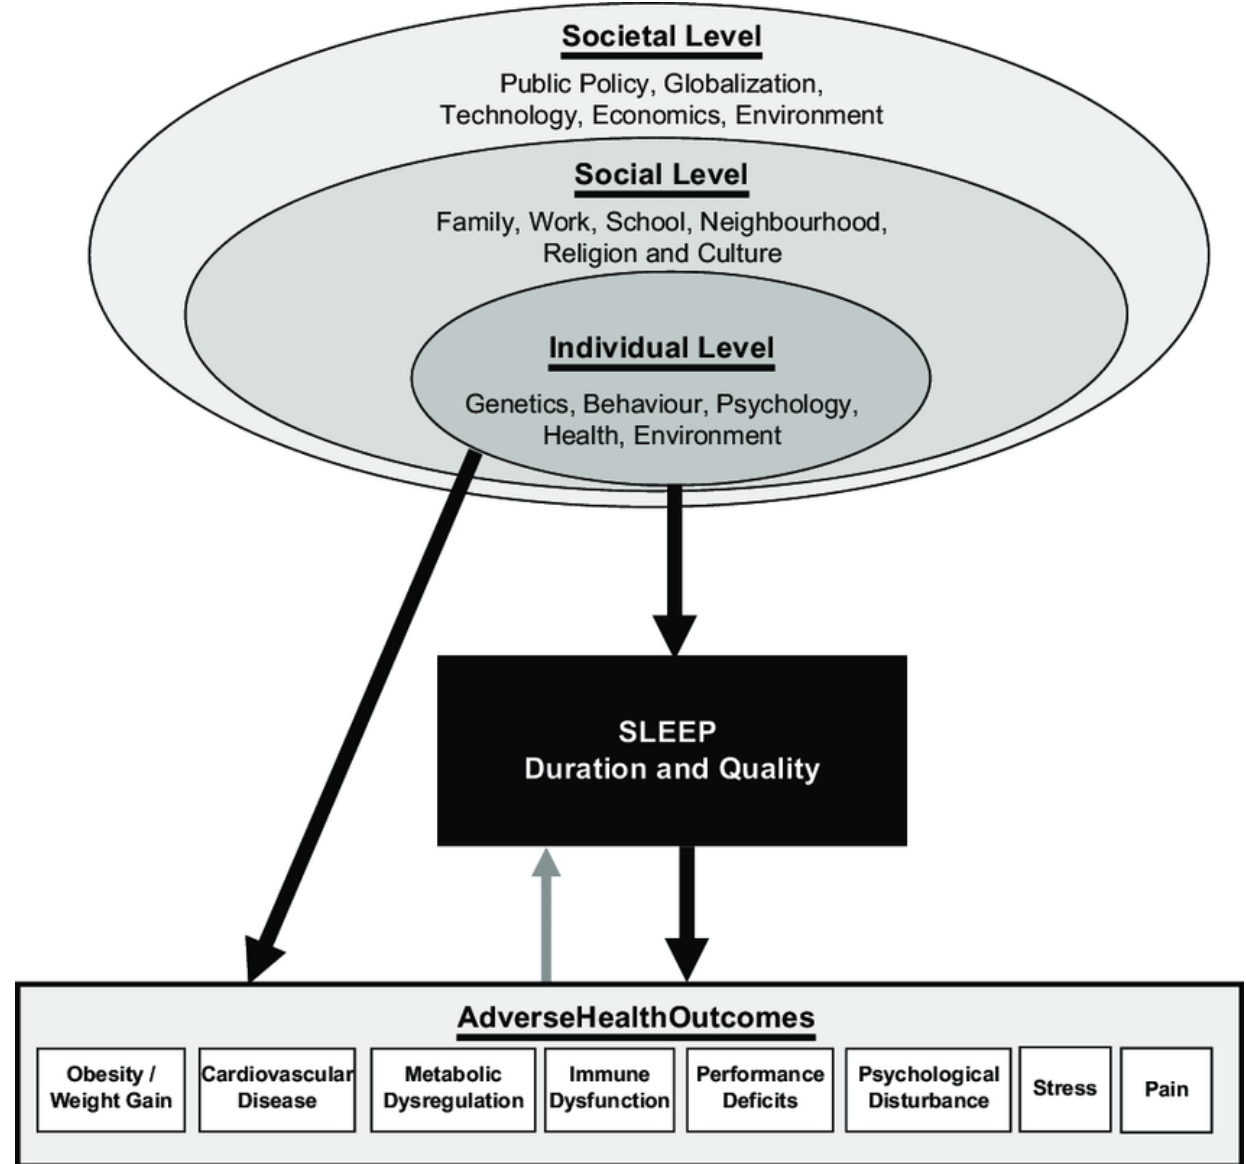 Societal Level
Public Policy, Globalization,
Technology, Economics, Environment
Social Level
Family, Work, School, Neighbourhood,
Religion and Culture
Individual Level
Genetics, Behaviour, Psychology,
Health, Environment
SLEEP
Duration and Quality
AdverseHealthOutcomes
Obesity /
Weight Gain
Cardiovascular
Disease
Metabolic
Dysregulation
Immune
Dysfunction
Performance
Deficits
Psychological
Disturbance
Stress
Pain